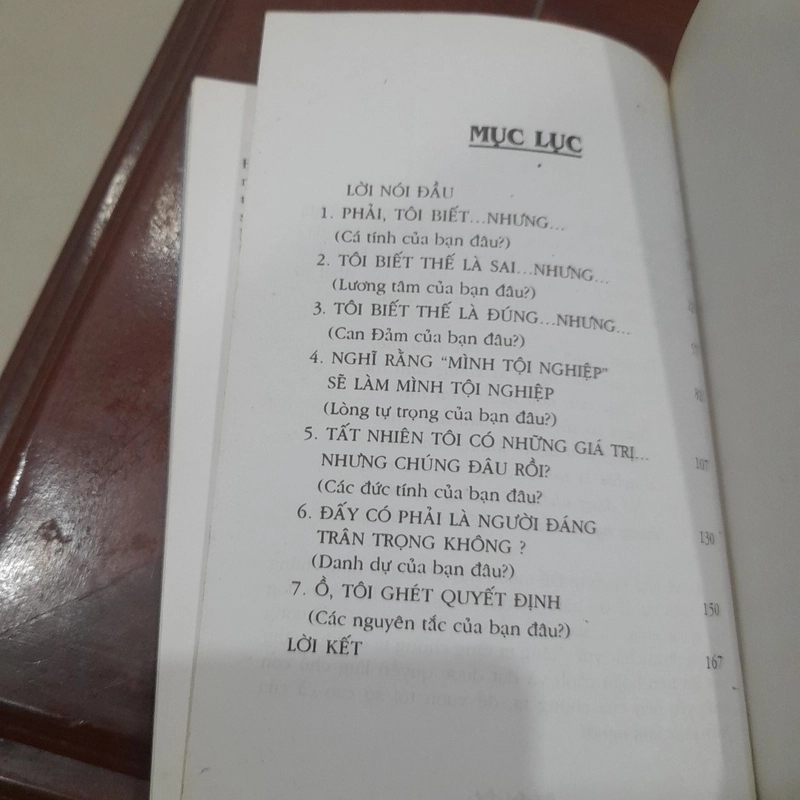 MỤC LỤC
LỜI NÓI ĐẦU
1. PHẢI, TÔI BIẾT...NHƯNG...
(Cá tính của bạn đâu?)
2. TÔI BIẾT THẾ LÀ SAI...NHƯNG...
(Lương tâm của bạn đâu?)
3. TÔI BIẾT THẾ LÀ ĐÚNG...NHƯNG...
(Can Đảm của bạn đâu?)
4. NGHĨ RẰNG "MÌNH TỘI NGHIỆP"
SẼ LÀM MÌNH TỘI NGHIỆP
(Lòng tự trọng của bạn đâu?)
5. TẤT NHIÊN TÔI CÓ NHỮNG GIÁ TRỊ... 107
NHƯNG CHÚNG ĐÂU RỒI?
(Các đức tính của bạn đâu?
6. ĐẤY CÓ PHẢI LÀ NGƯỜI ĐÁNG 130
TRÂN TRỌNG KHÔNG ?
(Danh dự của bạn đâu?)
7. Ồ, TÔI GHÉT QUYẾT ĐỊNH 150
(Các nguyên tắc của bạn đâu?)
LỜI KẾT 167